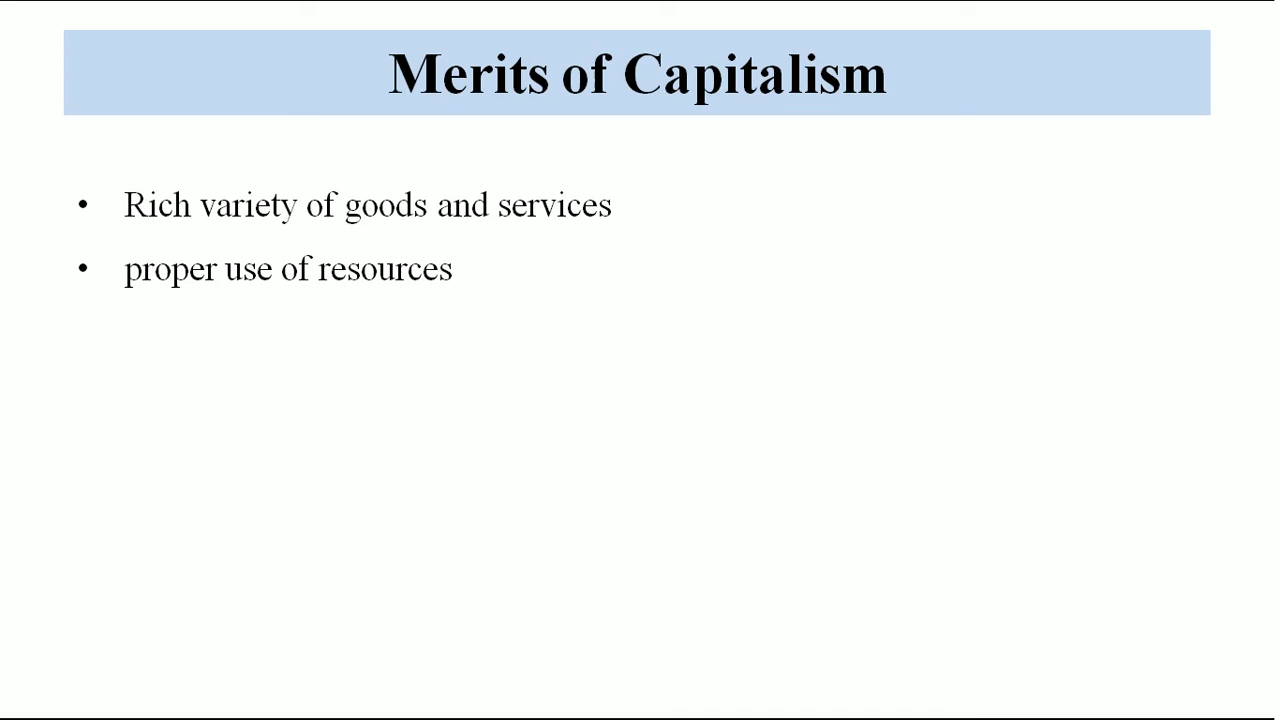 Merits of Capitalism
• Rich variety of goods and services
• proper use of resources